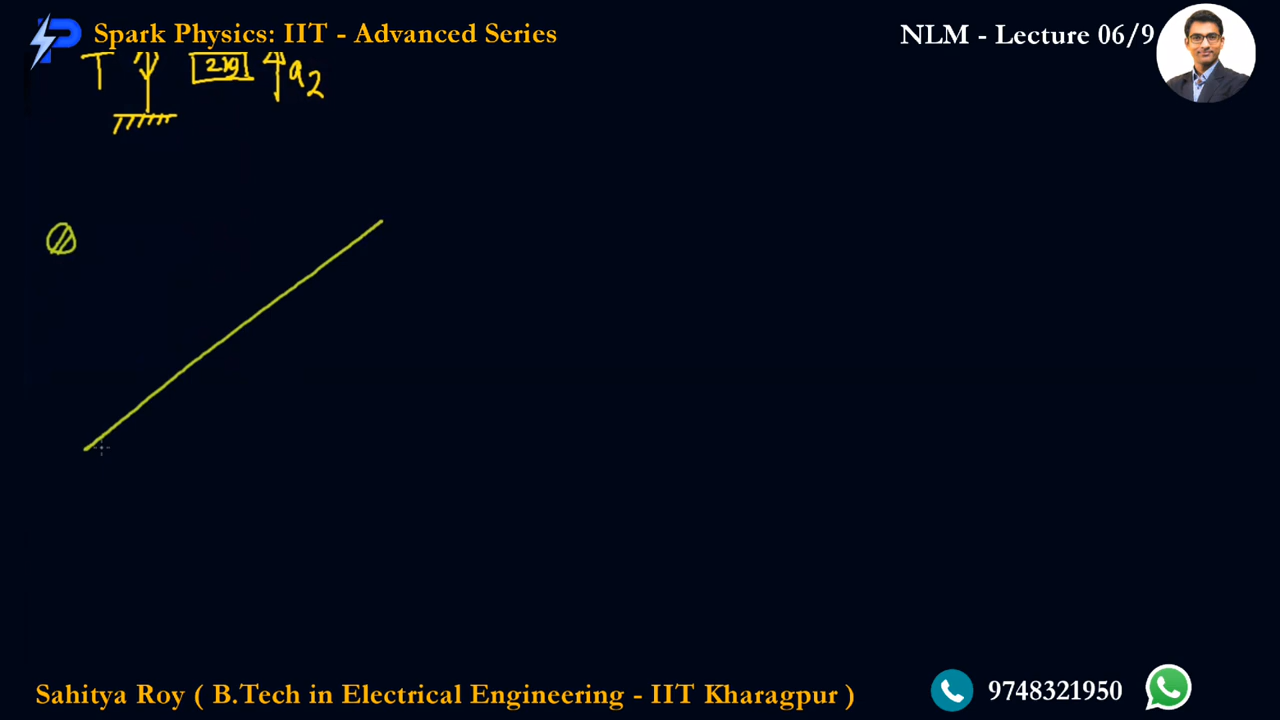 Spark Physics: IIT - Advanced Series
NLM - Lecture 06/9
T 2kg a2
Sahitya Roy ( B.Tech in Electrical Engineering - IIT Kharagpur )
9748321950